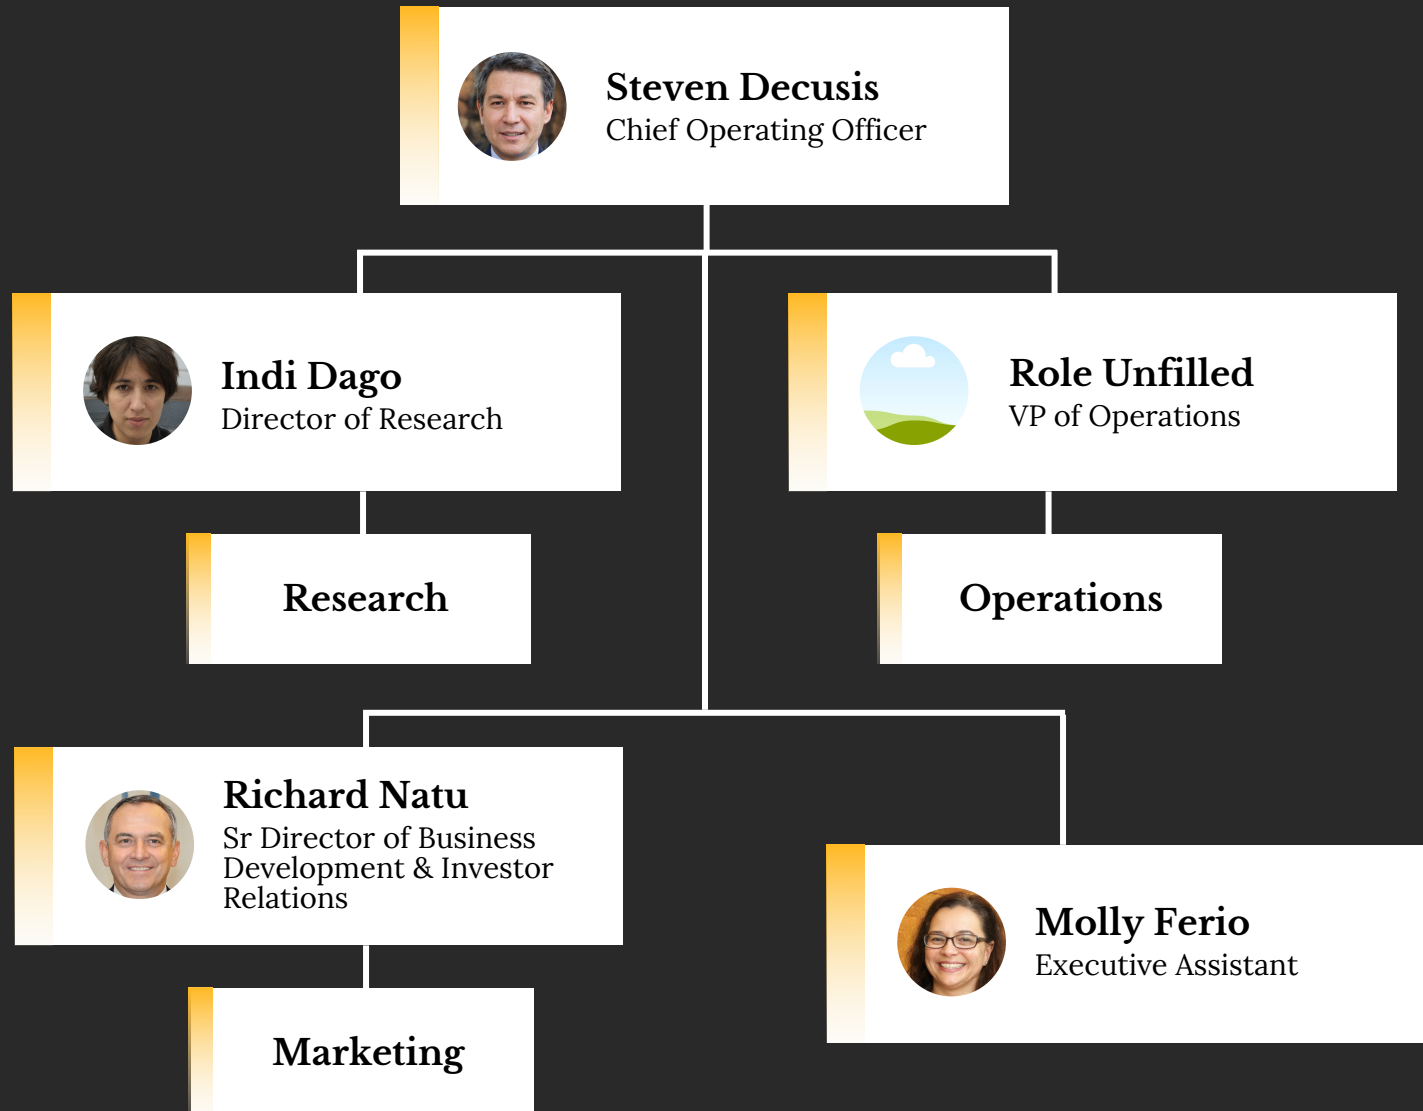 Steven Decusis
Chief Operating Officer
Indi Dago
Director of Research
Role Unfilled
VP of Operations
Research
Operations
Richard Natu
Sr Director of Business
Development & Investor
Relations
Molly Ferio
Executive Assistant
Marketing